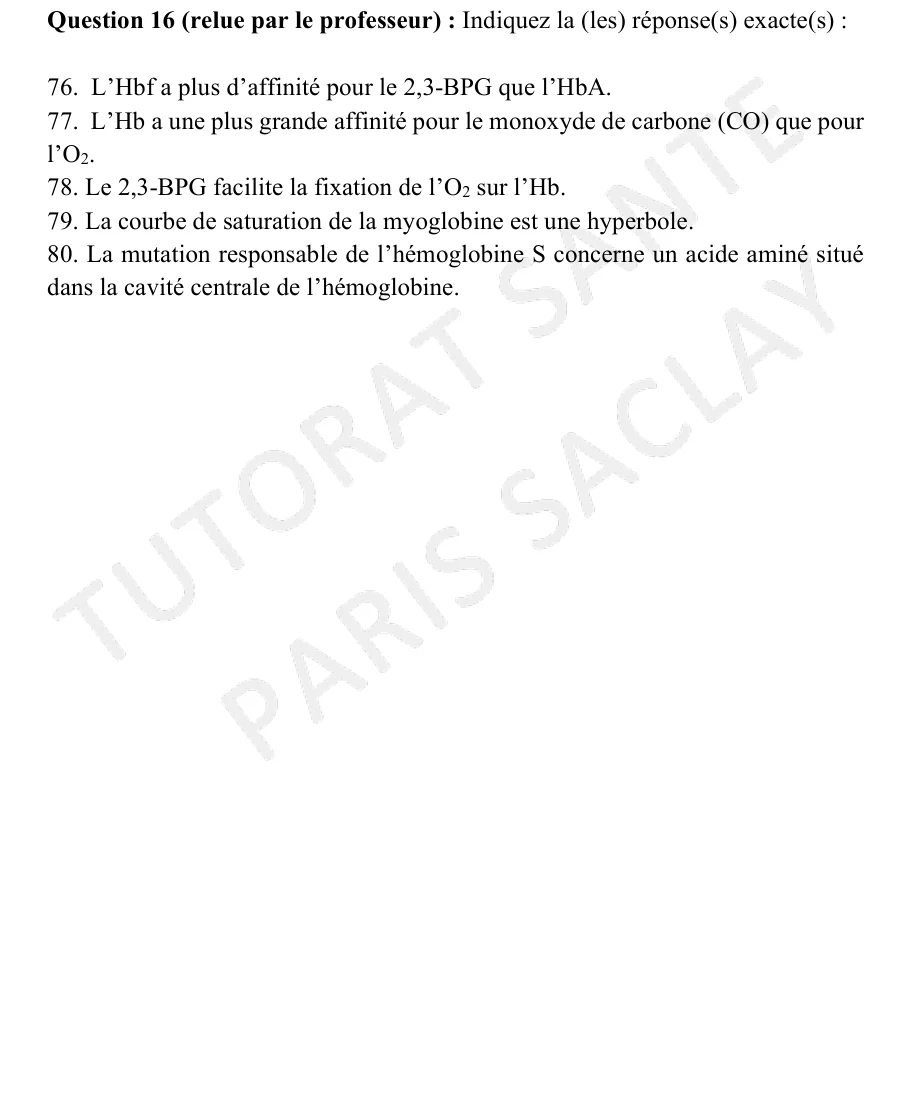 Question 16 (relue par le professeur) : Indiquez la (les) réponse(s) exacte(s) :
76. L’Hbf a plus d’affinité pour le 2,3-BPG que l’HbA.
77. L’Hb a une plus grande affinité pour le monoxyde de carbone (CO) que pour
l’O₂.
78. Le 2,3-BPG facilite la fixation de l’O₂ sur l’Hb.
79. La courbe de saturation de la myoglobine est une hyperbole.
80. La mutation responsable de l’hémoglobine S concerne un acide aminé situé
dans la cavité centrale de l’hémoglobine.
TUTORAT SANTE
PARIS SACLAY